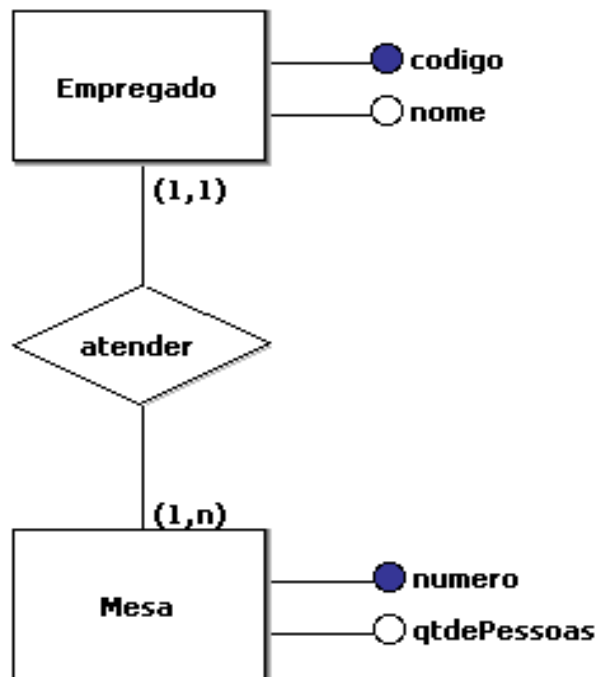 codigo
Empregado
nome
(1,1)
atender
(1,n)
numero
Mesa
qtdePessoas